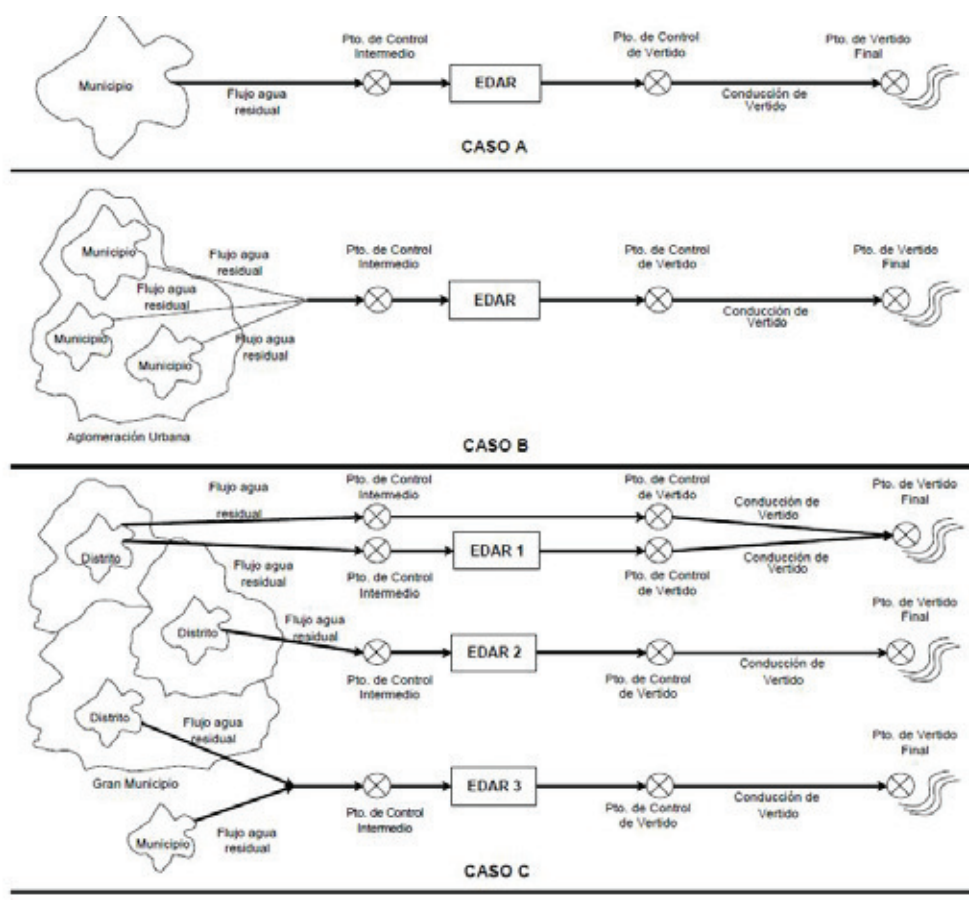 Pto. de Control
Intermedio
Pto. de Control
de Vertido
Pto. de Vertido
Final
Municipio
EDAR
Flujo agua
residual
Conducción de
Vertido
CASO A
Municipio
Flujo agua
residual
Pto. de Control
Intermedio
Pto. de Control
de Vertido
Pto. de Vertido
Final
Flujo agua
residual
EDAR
Municipio
Flujo agua
residual
Conducción de
Vertido
Municipio
Aglomeración Urbana
CASO B
Flujo agua
residual
Pto. de Control
Intermedio
Pto. de Control
de Vertido
Conducción de
Vertido
Pto. de Vertido
Final
Distrito
EDAR 1
Flujo agua
residual
Pto. de Control
Intermedio
Pto. de Control
de Vertido
Conducción de
Vertido
Distrito
Flujo agua
residual
EDAR 2
Pto. de Vertido
Final
Pto. de Control
Intermedio
Pto. de Control
de Vertido
Conducción de
Vertido
Distrito
Flujo agua
residual
Pto. de Vertido
Final
Gran Municipio
EDAR 3
Pto. de Control
Intermedio
Pto. de Control
de Vertido
Conducción de
Vertido
Municipio
Flujo agua
residual
CASO C